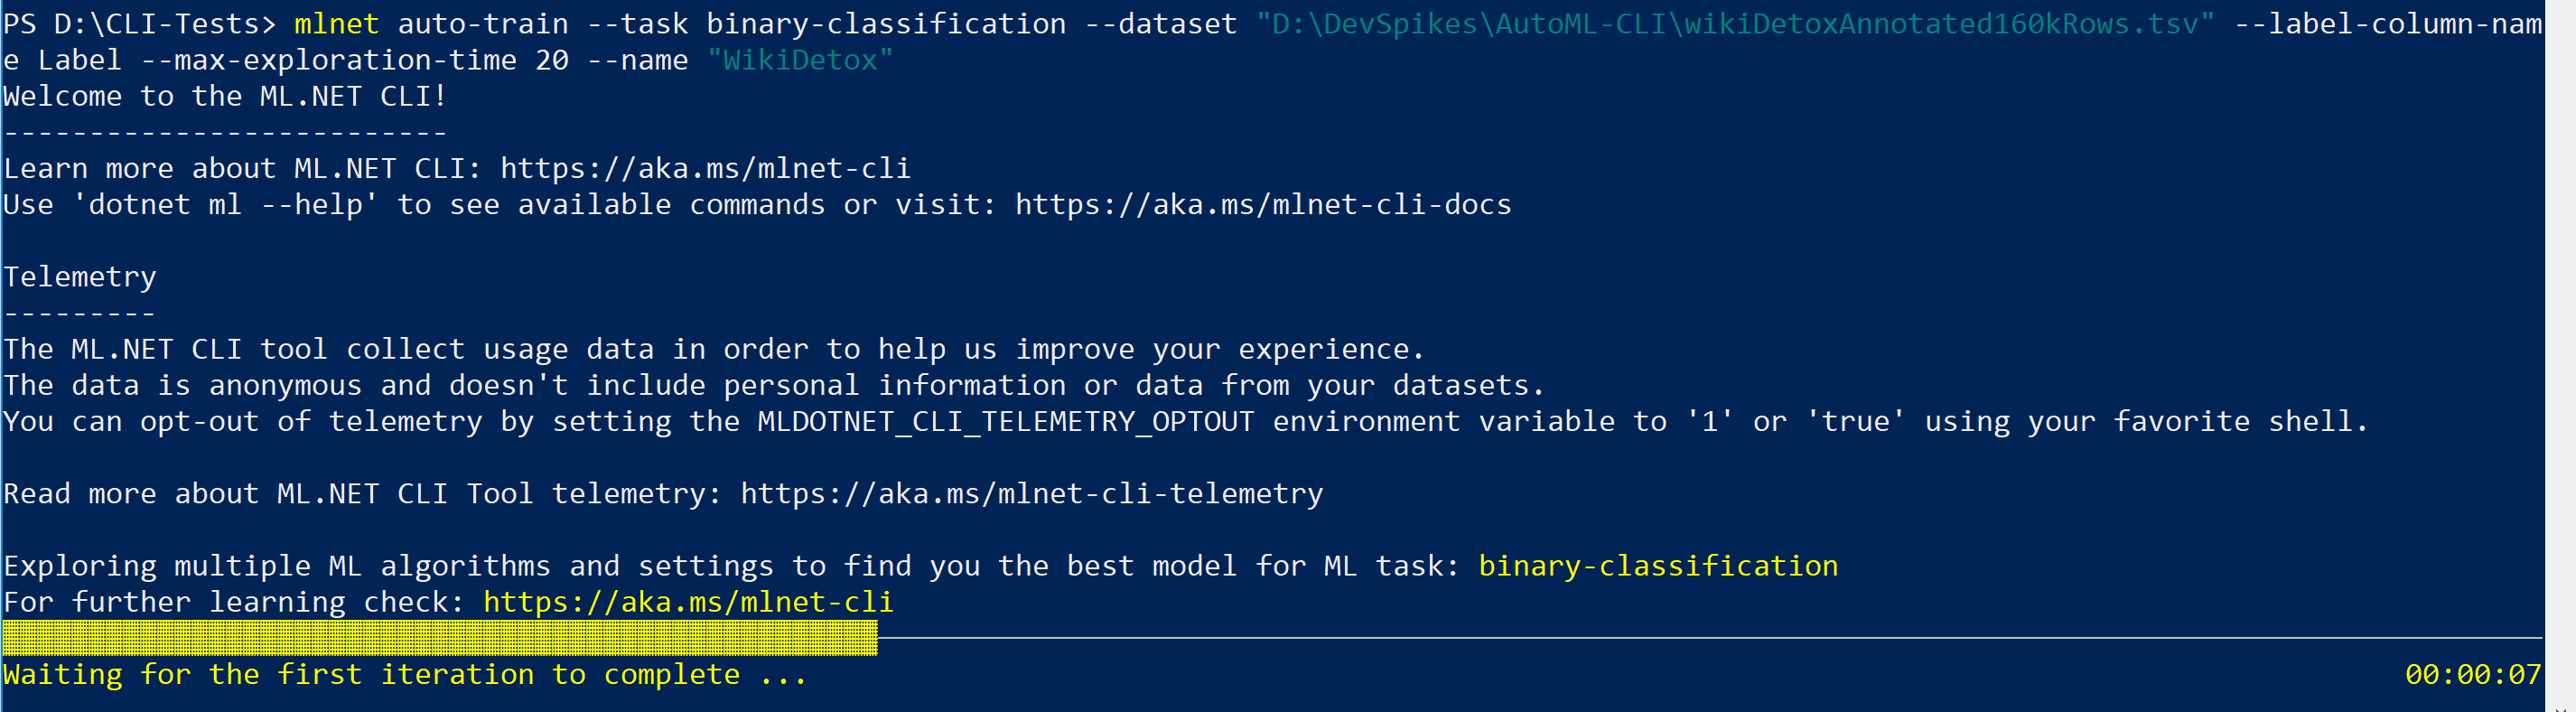 PS D:\CLI-Tests> mlnet auto-train --task binary-classification --dataset "D:\DevSpikes\AutoML-CLI\wikiDetoxAnnotated160kRows.tsv" --label-column-nam
e Label --max-exploration-time 20 --name "WikiDetox"
Welcome to the ML.NET CLI!
--------------------------
Learn more about ML.NET CLI: https://aka.ms/mlnet-cli
Use 'dotnet ml --help' to see available commands or visit: https://aka.ms/mlnet-cli-docs
Telemetry
---------
The ML.NET CLI tool collect usage data in order to help us improve your experience.
The data is anonymous and doesn't include personal information or data from your datasets.
You can opt-out of telemetry by setting the MLDOTNET_CLI_TELEMETRY_OPTOUT environment variable to '1' or 'true' using your favorite shell.
Read more about ML.NET CLI Tool telemetry: https://aka.ms/mlnet-cli-telemetry
Exploring multiple ML algorithms and settings to find you the best model for ML task: binary-classification
For further learning check: https://aka.ms/mlnet-cli
Waiting for the first iteration to complete ... 00:00:07